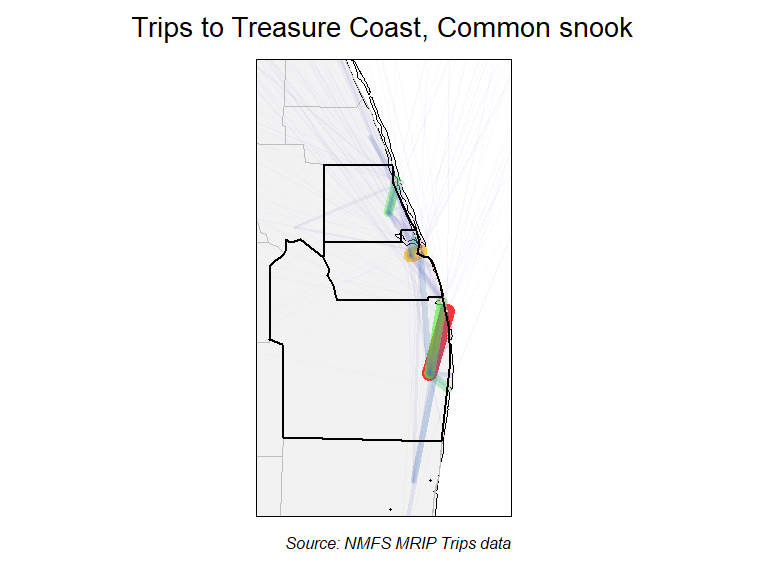 Trips to Treasure Coast, Common snook
Source: NMFS MRIP Trips data